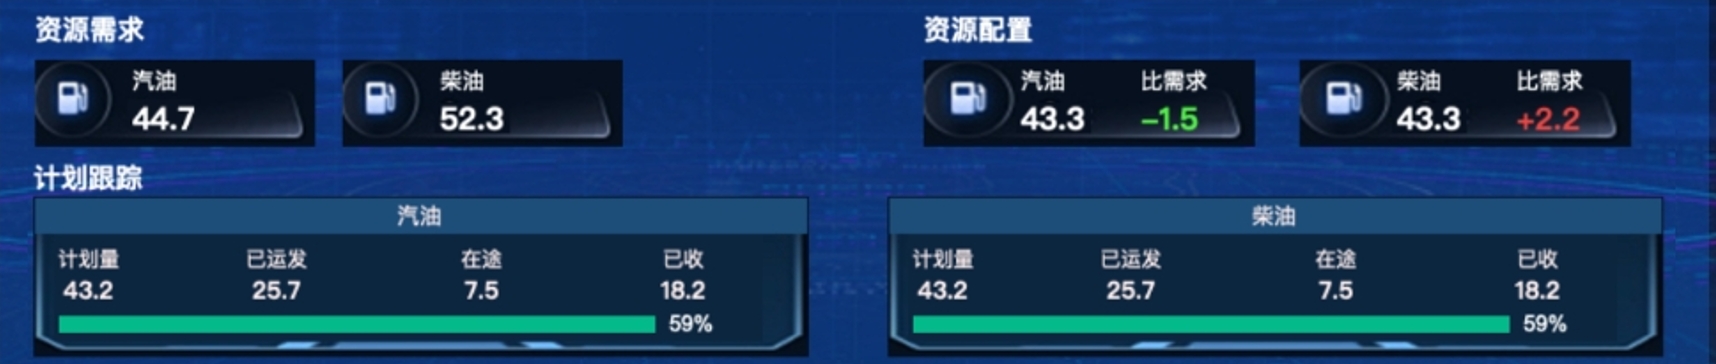 资源需求
资源配置
汽油
44.7
柴油
52.3
汽油 比需求
43.3 -1.5
柴油 比需求
43.3 +2.2
计划跟踪
汽油
计划量 已运发 在途 已收
43.2 25.7 7.5 18.2
59%
柴油
计划量 已运发 在途 已收
43.2 25.7 7.5 18.2
59%